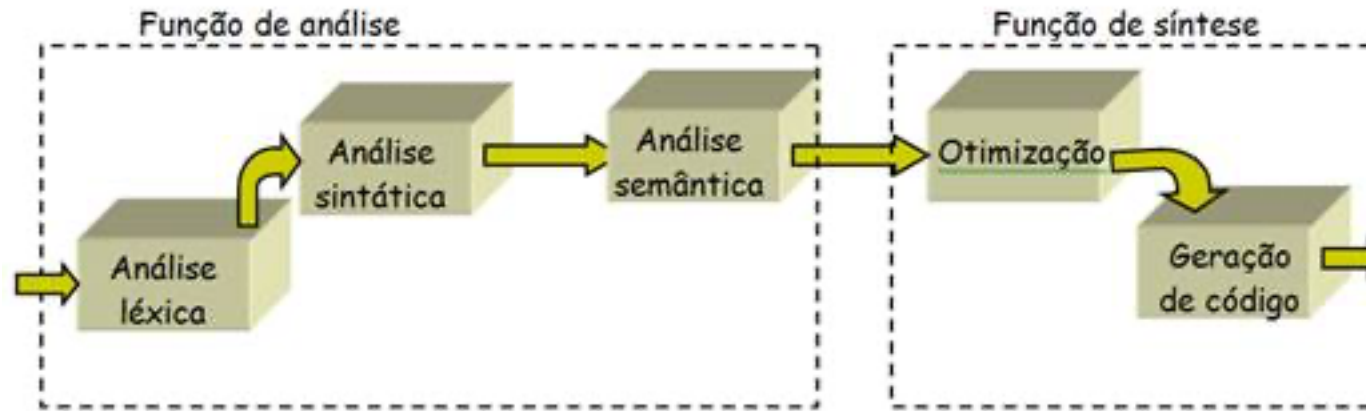 Função de análise
Função de síntese
Análise
léxica
Análise
sintática
Análise
semântica
Otimização
Geração
de código